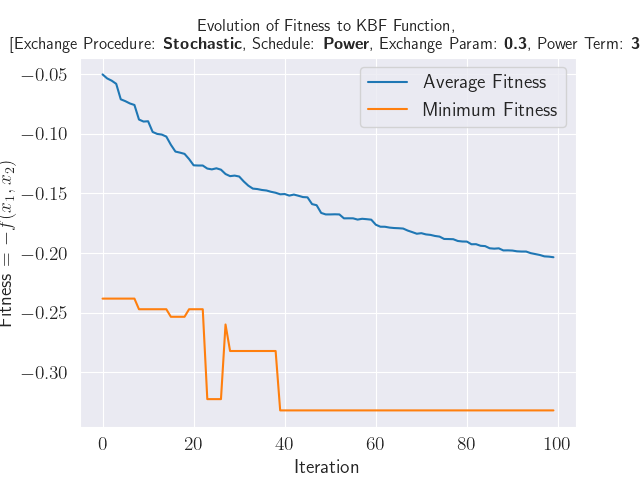 Evolution of Fitness to KBF Function,
[Exchange Procedure: Stochastic, Schedule: Power, Exchange Param: 0.3, Power Term: 3
Average Fitness
Minimum Fitness
Fitness = −f(x₁, x₂)
−0.05
−0.10
−0.15
−0.20
−0.25
−0.30
0 20 40 60 80 100
Iteration